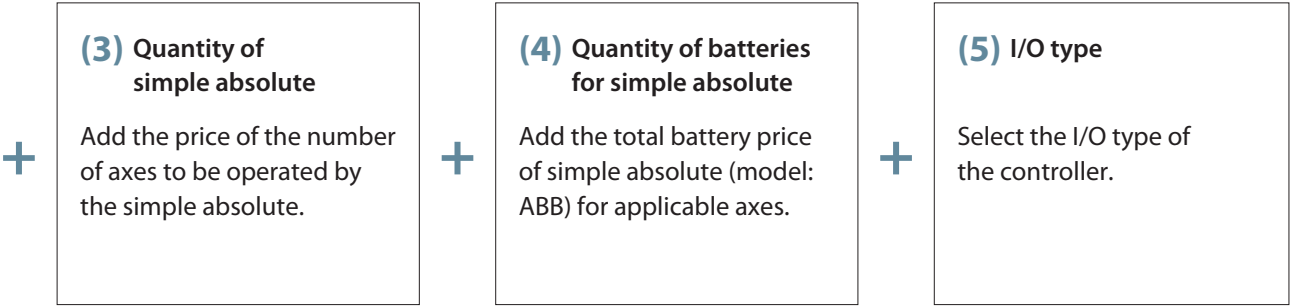 +
(3) Quantity of
simple absolute
Add the price of the number
of axes to be operated by
the simple absolute.
+
(4) Quantity of batteries
for simple absolute
Add the total battery price
of simple absolute (model:
ABB) for applicable axes.
+
(5) I/O type
Select the I/O type of
the controller.